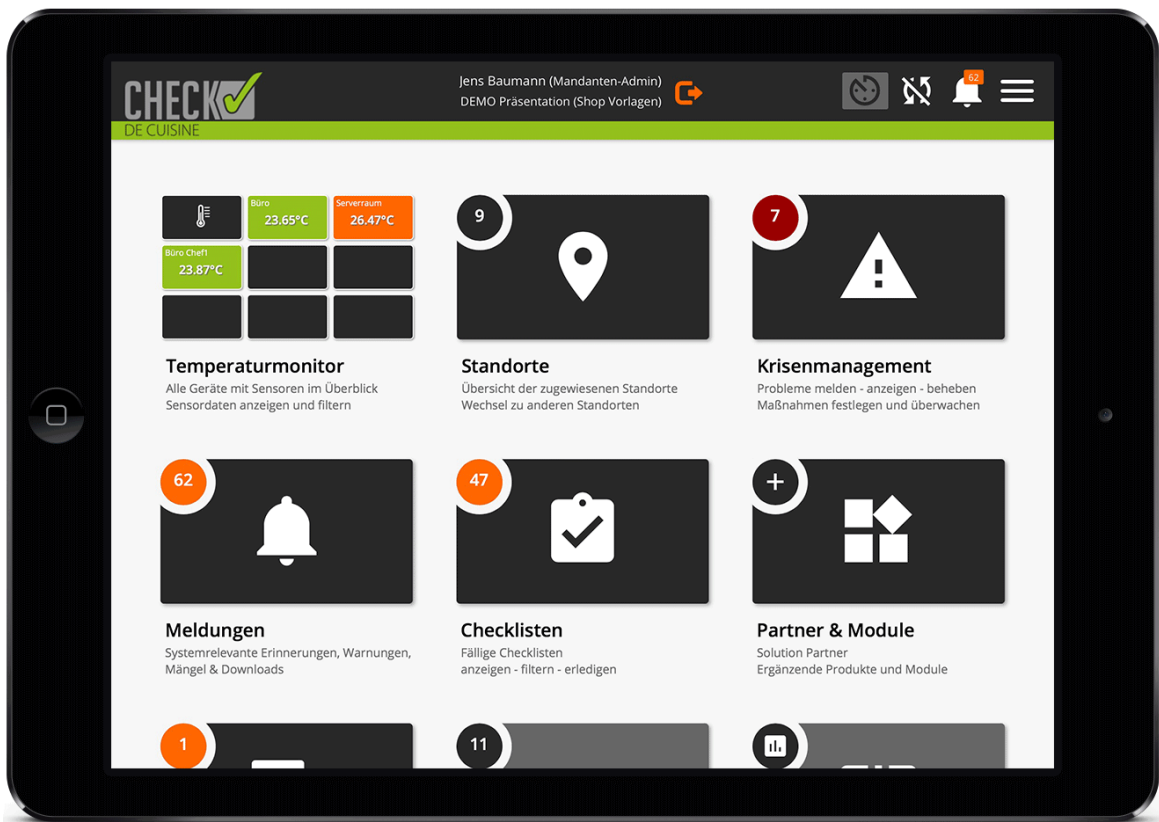 CHECK
DE CUISINE
Jens Baumann (Mandanten-Admin)
DEMO Präsentation (Shop Vorlagen)
62
Büro
23.65°C
Serverraum
26.47°C
Büro Chef1
23.87°C
Temperaturmonitor
Alle Geräte mit Sensoren im Überblick
Sensordaten anzeigen und filtern
9
Standorte
Übersicht der zugewiesenen Standorte
Wechsel zu anderen Standorten
7
Krisenmanagement
Probleme melden - anzeigen - beheben
Maßnahmen festlegen und überwachen
62
Meldungen
Systemrelevante Erinnerungen, Warnungen,
Mängel & Downloads
47
Checklisten
Fällige Checklisten
anzeigen - filtern - erledigen
+
Partner & Module
Solution Partner
Ergänzende Produkte und Module
1
11